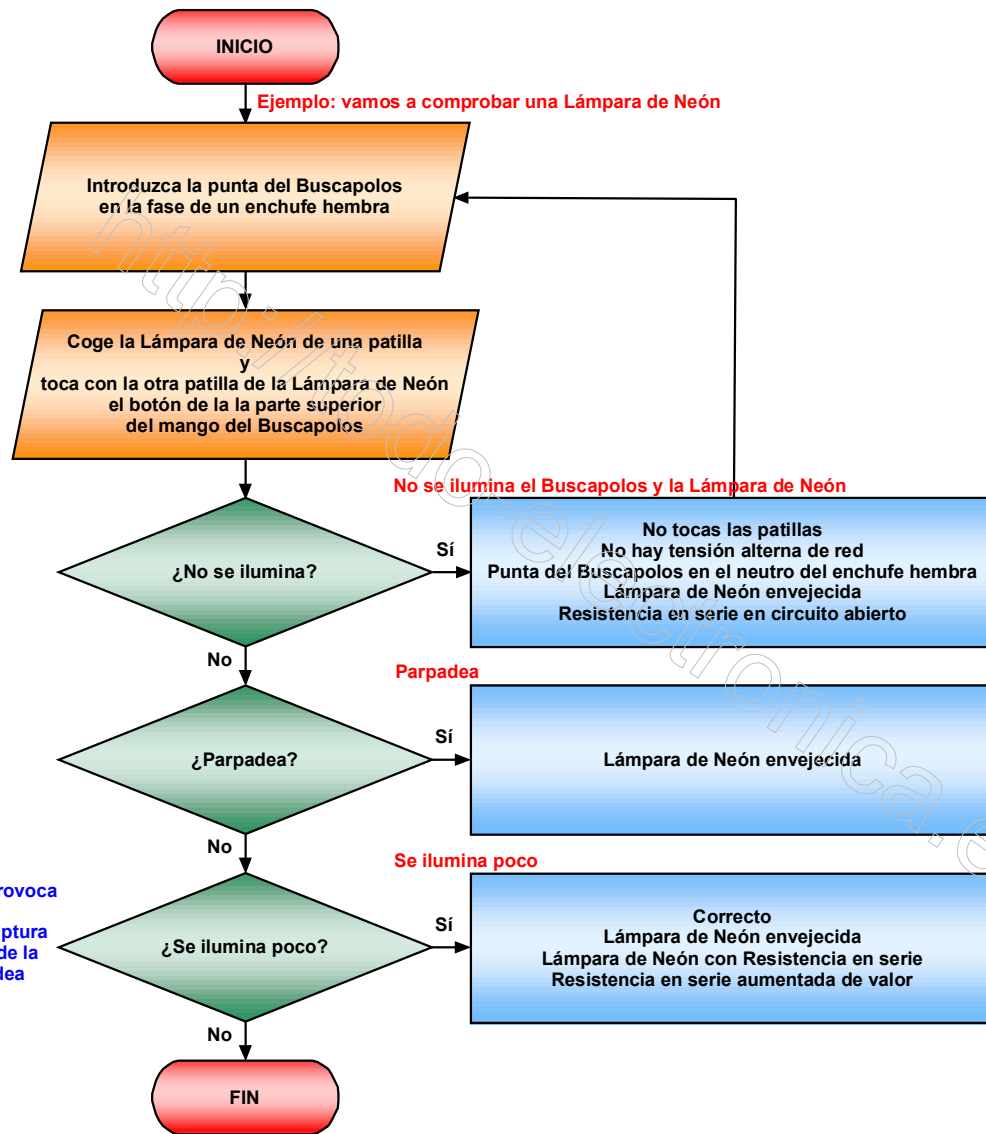 INICIO
Ejemplo: vamos a comprobar una Lámpara de Neón
Introduzca la punta del Buscapolos
en la fase de un enchufe hembra
Coge la Lámpara de Neón de una patilla
y
toca con la otra patilla de la Lámpara de Neón
el botón de la la parte superior
del mango del Buscapolos
No se ilumina el Buscapolos y la Lámpara de Neón
¿No se ilumina?
Sí
No tocas las patillas
No hay tensión alterna de red
Punta del Buscapolos en el neutro del enchufe hembra
Lámpara de Neón envejecida
Resistencia en serie en circuito abierto
No
Parpadea
¿Parpadea?
Sí
Lámpara de Neón envejecida
No
Se ilumina poco
rovoca
ptura
de la
dea
¿Se ilumina poco?
Sí
Correcto
Lámpara de Neón envejecida
Lámpara de Neón con Resistencia en serie
Resistencia en serie aumentada de valor
No
FIN
http://todo-electronica.e